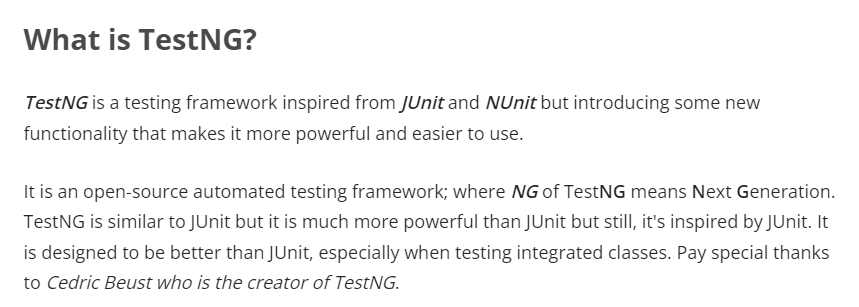 What is TestNG?
TestNG is a testing framework inspired from JUnit and NUnit but introducing some new
functionality that makes it more powerful and easier to use.
It is an open-source automated testing framework; where NG of TestNG means Next Generation.
TestNG is similar to JUnit but it is much more powerful than JUnit but still, it's inspired by JUnit. It
is designed to be better than JUnit, especially when testing integrated classes. Pay special thanks
to Cedric Beust who is the creator of TestNG.